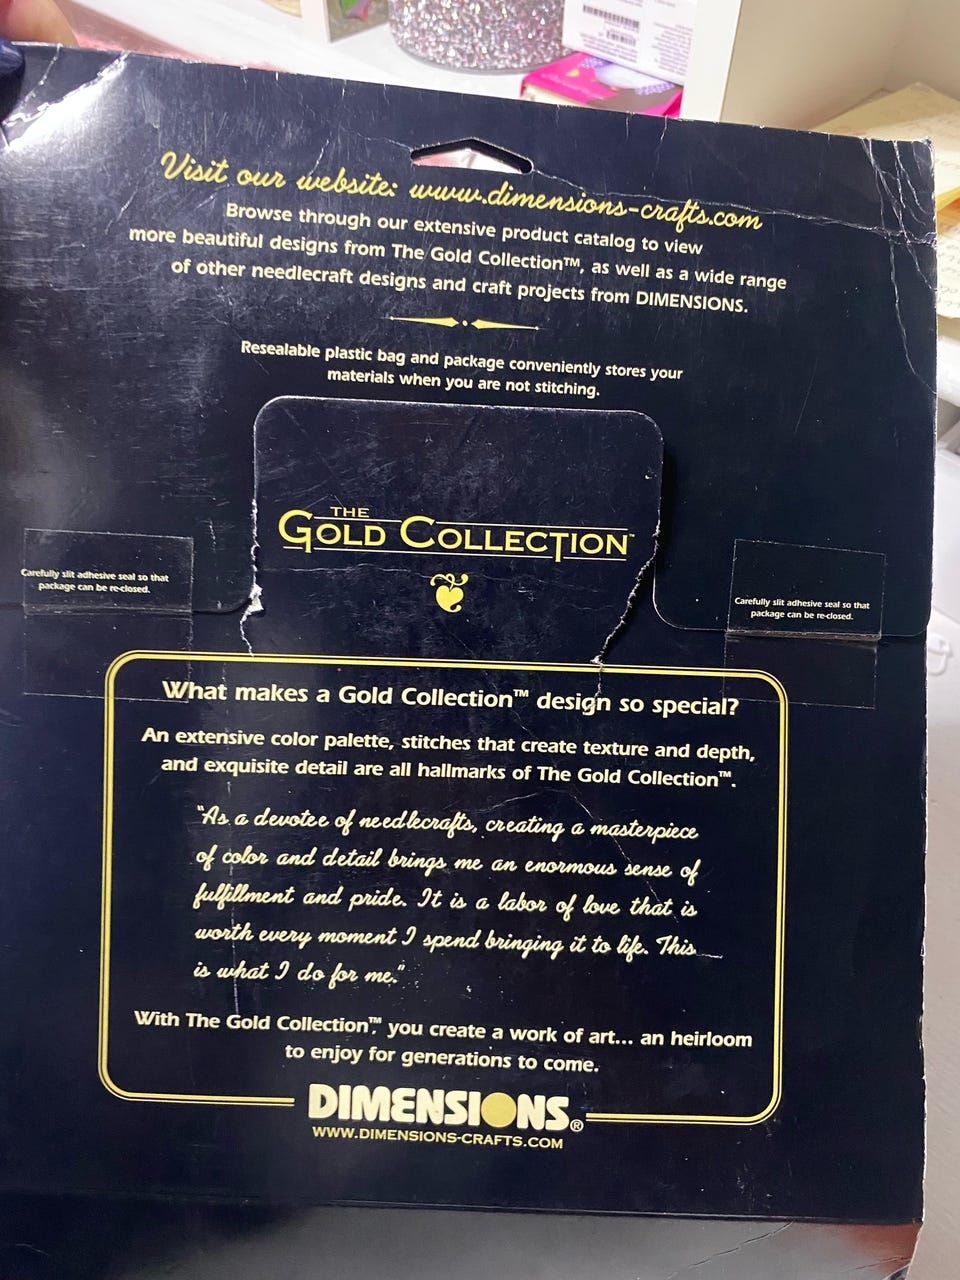 Visit our website: www.dimensions-crafts.com
Browse through our extensive product catalog to view
more beautiful designs from The Gold Collection™, as well as a wide range
of other needlecraft designs and craft projects from DIMENSIONS.
Resealable plastic bag and package conveniently stores your
materials when you are not stitching.
THE
GOLD COLLECTION™
Carefully slit adhesive seal so that
package can be re-closed.
Carefully slit adhesive seal so that
package can be re-closed.
What makes a Gold Collection™ design so special?
An extensive color palette, stitches that create texture and depth,
and exquisite detail are all hallmarks of The Gold Collection™.
"As a devotee of needlecrafts, creating a masterpiece
of color and detail brings me an enormous sense of
fulfillment and pride. It is a labor of love that is
worth every moment I spend bringing it to life. This
is what I do for me."
With The Gold Collection™, you create a work of art... an heirloom
to enjoy for generations to come.
DIMENSIONS®
WWW.DIMENSIONS-CRAFTS.COM